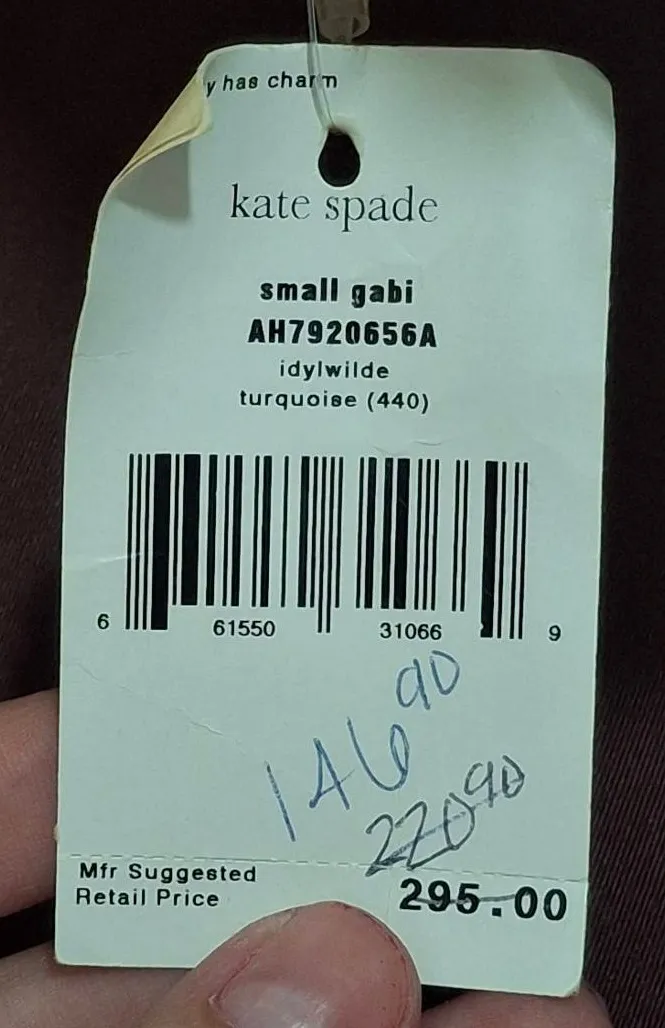 y has charm
kate spade
small gabi
AH7920656A
idylwilde
turquoise (440)
6 61550 31066 9
146 90
220 90
Mfr Suggested
Retail Price
295.00